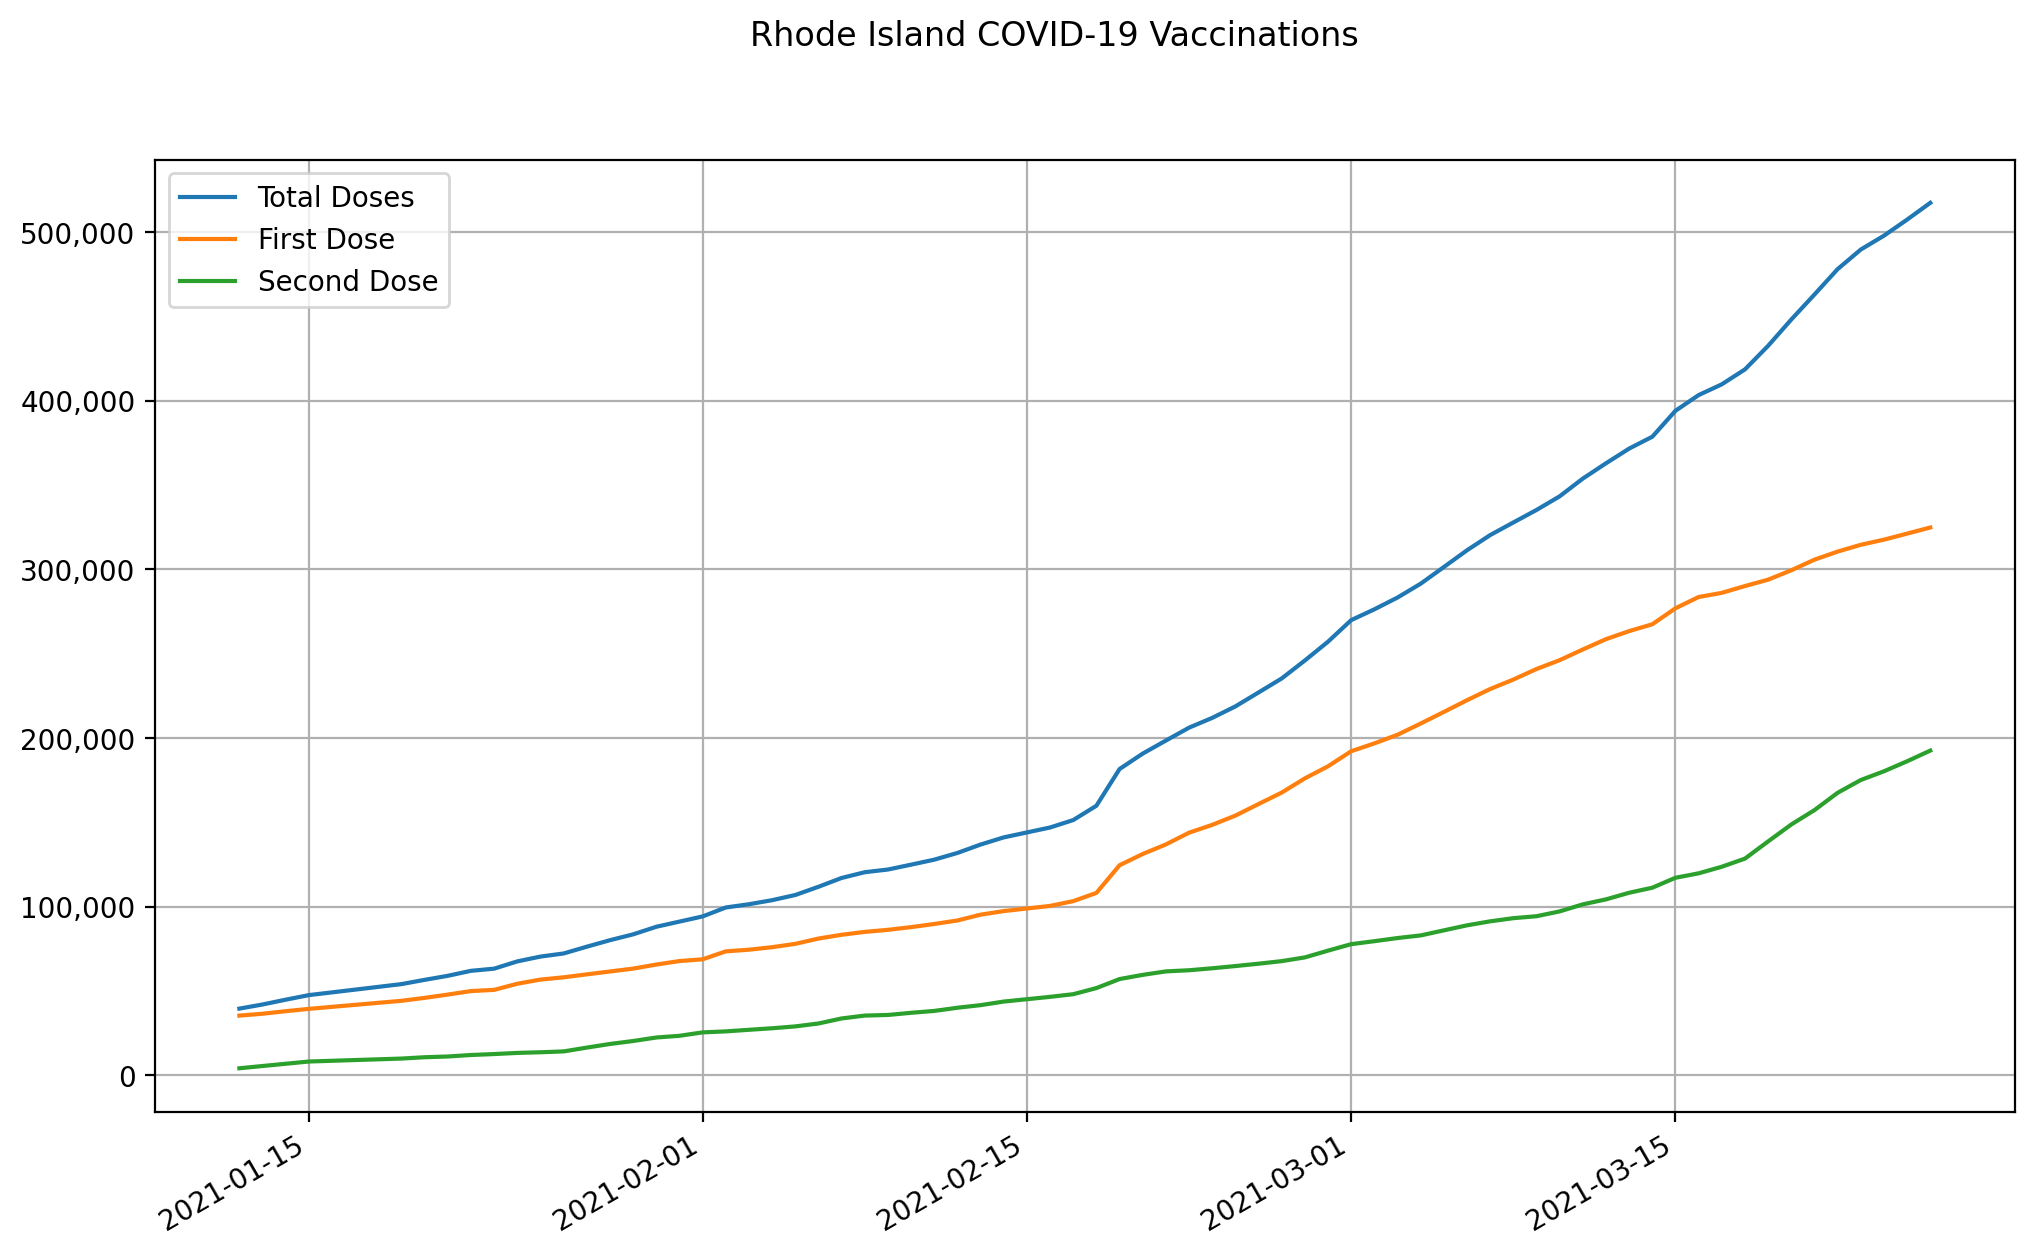 Rhode Island COVID-19 Vaccinations
Total Doses
First Dose
Second Dose
500,000
400,000
300,000
200,000
100,000
0
2021-01-15
2021-02-01
2021-02-15
2021-03-01
2021-03-15